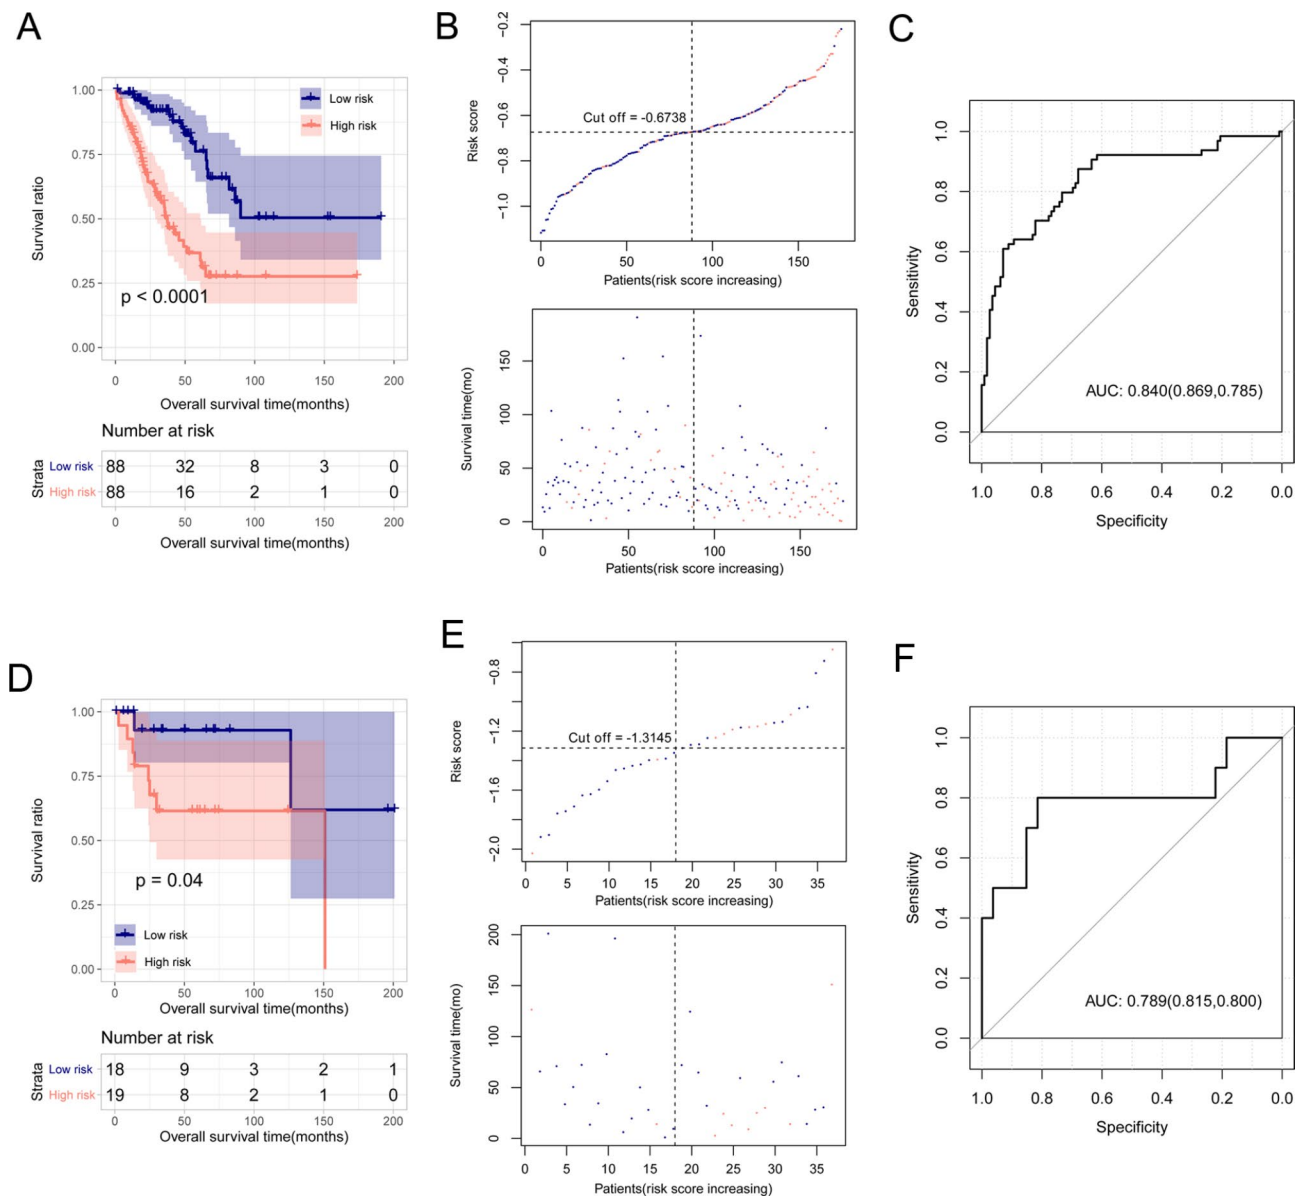 A
1.00
0.75
0.50
0.25
0.00
Survival ratio
Low risk
High risk
p < 0.0001
0 50 100 150 200
Overall survival time(months)
Number at risk
Strata
Low risk 88 32 8 3 0
High risk 88 16 2 1 0
0 50 100 150 200
Overall survival time(months)
B
-0.2
-0.4
-0.6
-0.8
-1.0
Risk score
Cut off = -0.6738
0 50 100 150
Patients(risk score increasing)
150
100
50
0
Survival time(mo)
0 50 100 150
Patients(risk score increasing)
C
1.0
0.8
0.6
0.4
0.2
0.0
Sensitivity
AUC: 0.840(0.869,0.785)
1.0 0.8 0.6 0.4 0.2 0.0
Specificity
D
1.00
0.75
0.50
0.25
0.00
Survival ratio
p = 0.04
Low risk
High risk
0 50 100 150 200
Overall survival time(months)
Number at risk
Strata
Low risk 18 9 3 2 1
High risk 19 8 2 1 0
0 50 100 150 200
Overall survival time(months)
E
-0.8
-1.2
-1.6
-2.0
Risk score
Cut off = -1.3145
0 5 10 15 20 25 30 35
Patients(risk score increasing)
200
150
100
50
0
Survival time(mo)
0 5 10 15 20 25 30 35
Patients(risk score increasing)
F
1.0
0.8
0.6
0.4
0.2
0.0
Sensitivity
AUC: 0.789(0.815,0.800)
1.0 0.8 0.6 0.4 0.2 0.0
Specificity